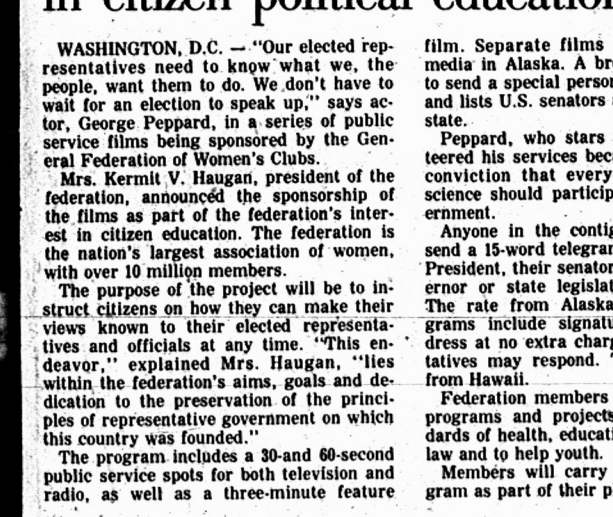 in citizen political education
WASHINGTON, D.C. — "Our elected rep-
resentatives need to know what we, the
people, want them to do. We don't have to
wait for an election to speak up," says ac-
tor, George Peppard, in a series of public
service films being sponsored by the Gen-
eral Federation of Women's Clubs.
Mrs. Kermit V. Haugan, president of the
federation, announced the sponsorship of
the films as part of the federation's inter-
est in citizen education. The federation is
the nation's largest association of women,
with over 10 million members.
The purpose of the project will be to in-
struct citizens on how they can make their
views known to their elected representa-
tives and officials at any time. "This en-
deavor," explained Mrs. Haugan, "lies
within the federation's aims, goals and de-
dication to the preservation of the princi-
ples of representative government on which
this country was founded."
The program includes a 30-and 60-second
public service spots for both television and
radio, as well as a three-minute feature
film. Separate films
media in Alaska. A
to send a special
and lists U.S. senators
state.
Peppard, who stars
teered his services
conviction that every
science should
ernment.
Anyone in the
send a 15-word
President, their
ernor or state
The rate from Alaska
grams include
dress at no extra
tatives may respond.
from Hawaii.
Federation members
programs and projects
dards of health,
law and to help youth.
Members will carry
gram as part of their